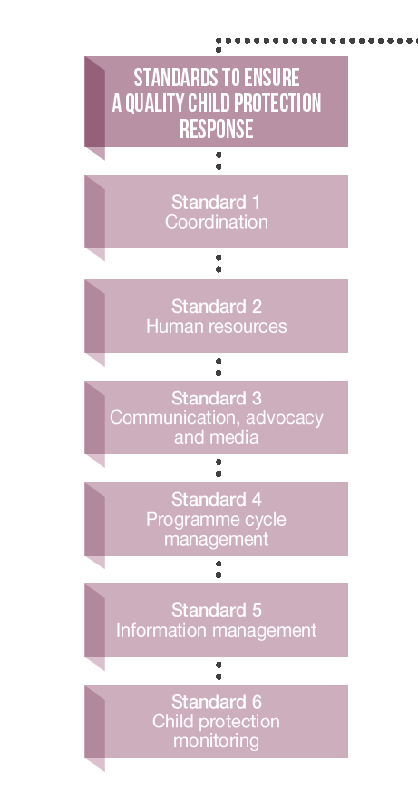 STANDARDS TO ENSURE
A QUALITY CHILD PROTECTION
RESPONSE
Standard 1
Coordination
Standard 2
Human resources
Standard 3
Communication, advocacy
and media
Standard 4
Programme cycle
management
Standard 5
Information management
Standard 6
Child protection
monitoring